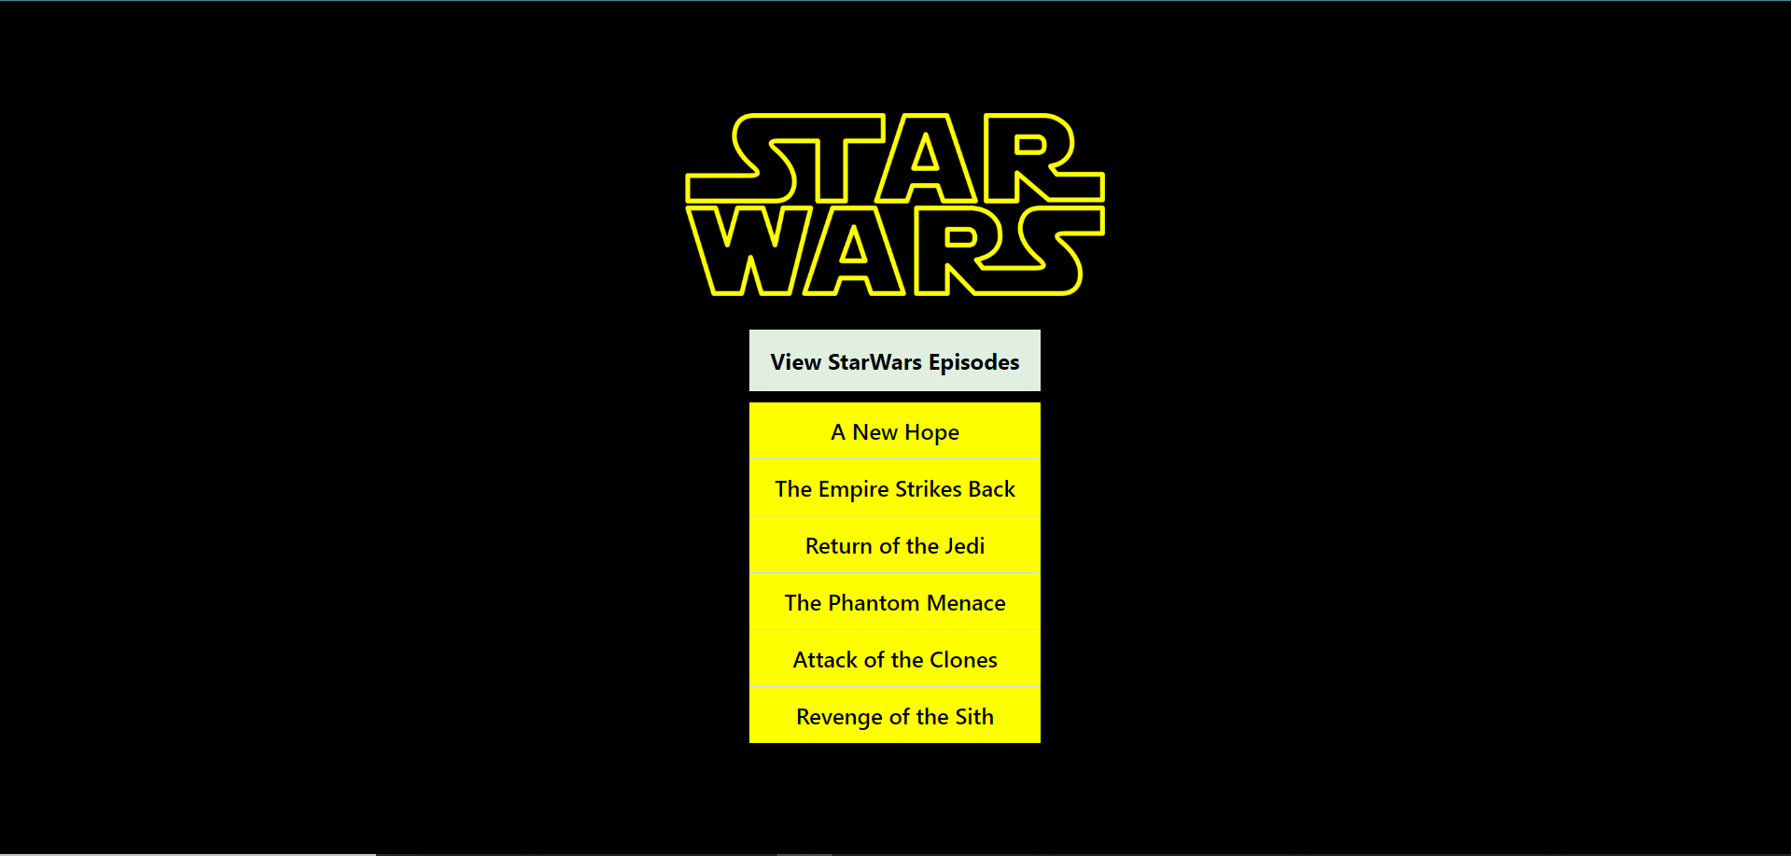 STAR
WARS
View StarWars Episodes
A New Hope
The Empire Strikes Back
Return of the Jedi
The Phantom Menace
Attack of the Clones
Revenge of the Sith